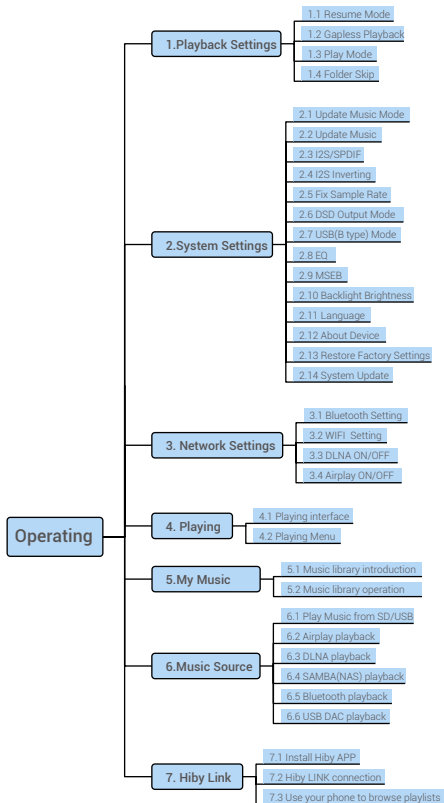 Operating
1.Playback Settings
1.1 Resume Mode
1.2 Gapless Playback
1.3 Play Mode
1.4 Folder Skip
2.System Settings
2.1 Update Music Mode
2.2 Update Music
2.3 I2S/SPDIF
2.4 I2S Inverting
2.5 Fix Sample Rate
2.6 DSD Output Mode
2.7 USB(B type) Mode
2.8 EQ
2.9 MSEB
2.10 Backlight Brightness
2.11 Language
2.12 About Device
2.13 Restore Factory Settings
2.14 System Update
3. Network Settings
3.1 Bluetooth Setting
3.2 WIFI  Setting
3.3 DLNA ON/OFF
3.4 Airplay ON/OFF
4. Playing
4.1 Playing interface
4.2 Playing Menu
5.My Music
5.1 Music library introduction
5.2 Music library operation
6.Music Source
6.1 Play Music from SD/USB
6.2 Airplay playback
6.3 DLNA playback
6.4 SAMBA(NAS) playback
6.5 Bluetooth playback
6.6 USB DAC playback
7. Hiby Link
7.1 Install Hiby APP
7.2 Hiby LINK connection
7.3 Use your phone to browse playlists